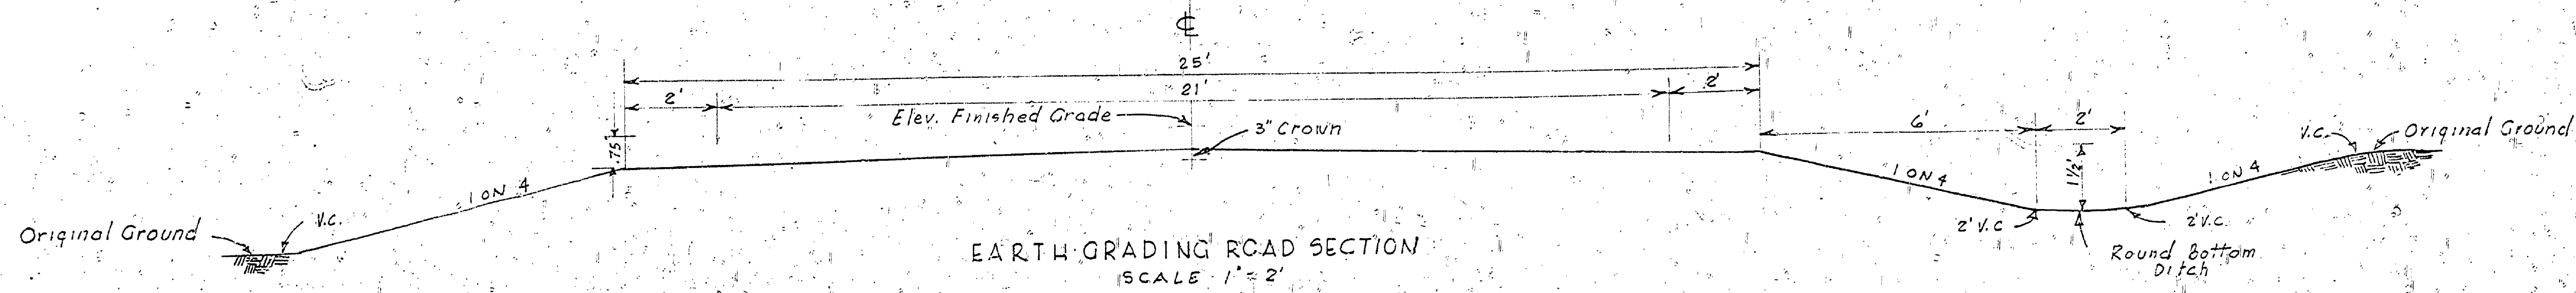 ℄
25'
21'
2'
2'
Elev. Finished Grade
3" Crown
.75'
6'
2'
V.C.
Original Ground
1 ON 4
1 ON 4
1½'
1 ON 4
V.C.
Original Ground
2' V.C
2' V.C.
Round Bottom
Ditch
EARTH GRADING ROAD SECTION
SCALE 1" = 2'